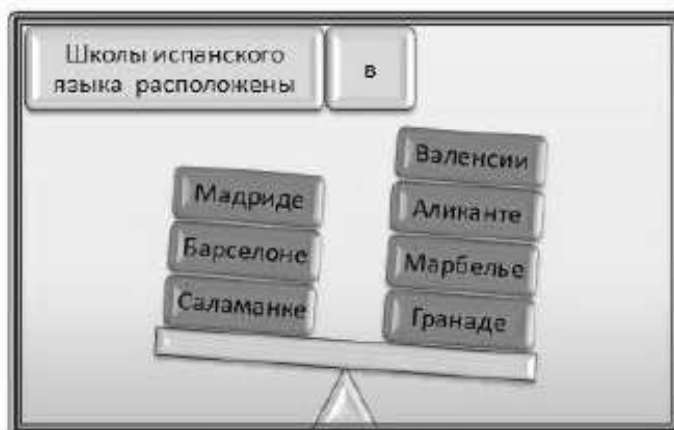 Школы испанского
языка расположены
в
Валенсии
Мадриде
Аликанте
Барселоне
Марбелье
Саламанке
Гранаде